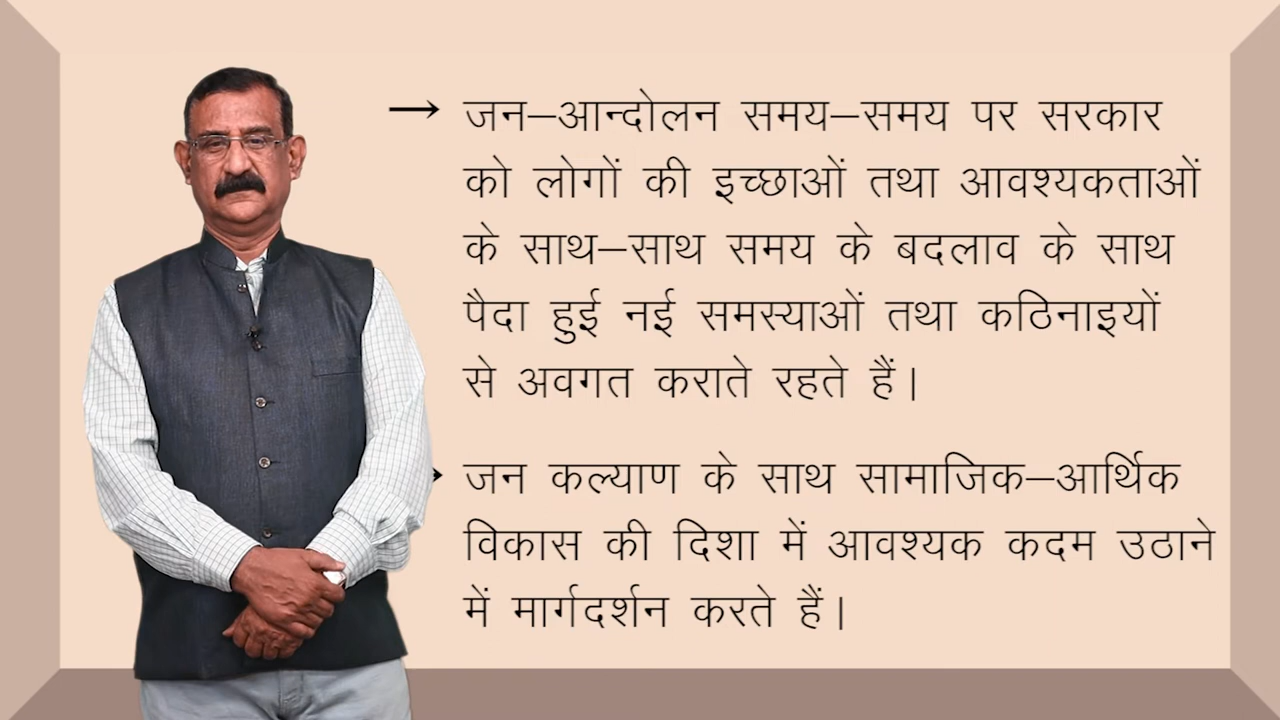 → जन–आन्दोलन समय–समय पर सरकार
को लोगों की इच्छाओं तथा आवश्यकताओं
के साथ–साथ समय के बदलाव के साथ
पैदा हुई नई समस्याओं तथा कठिनाइयों
से अवगत कराते रहते हैं।
जन कल्याण के साथ सामाजिक–आर्थिक
विकास की दिशा में आवश्यक कदम उठाने
में मार्गदर्शन करते हैं।